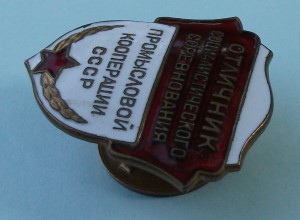 ОТЛИЧНИК
СОЦИАЛИСТИЧЕСКОГО
СОРЕВНОВАНИЯ
ПРОМЫСЛОВОЙ
КООПЕРАЦИИ
СССР